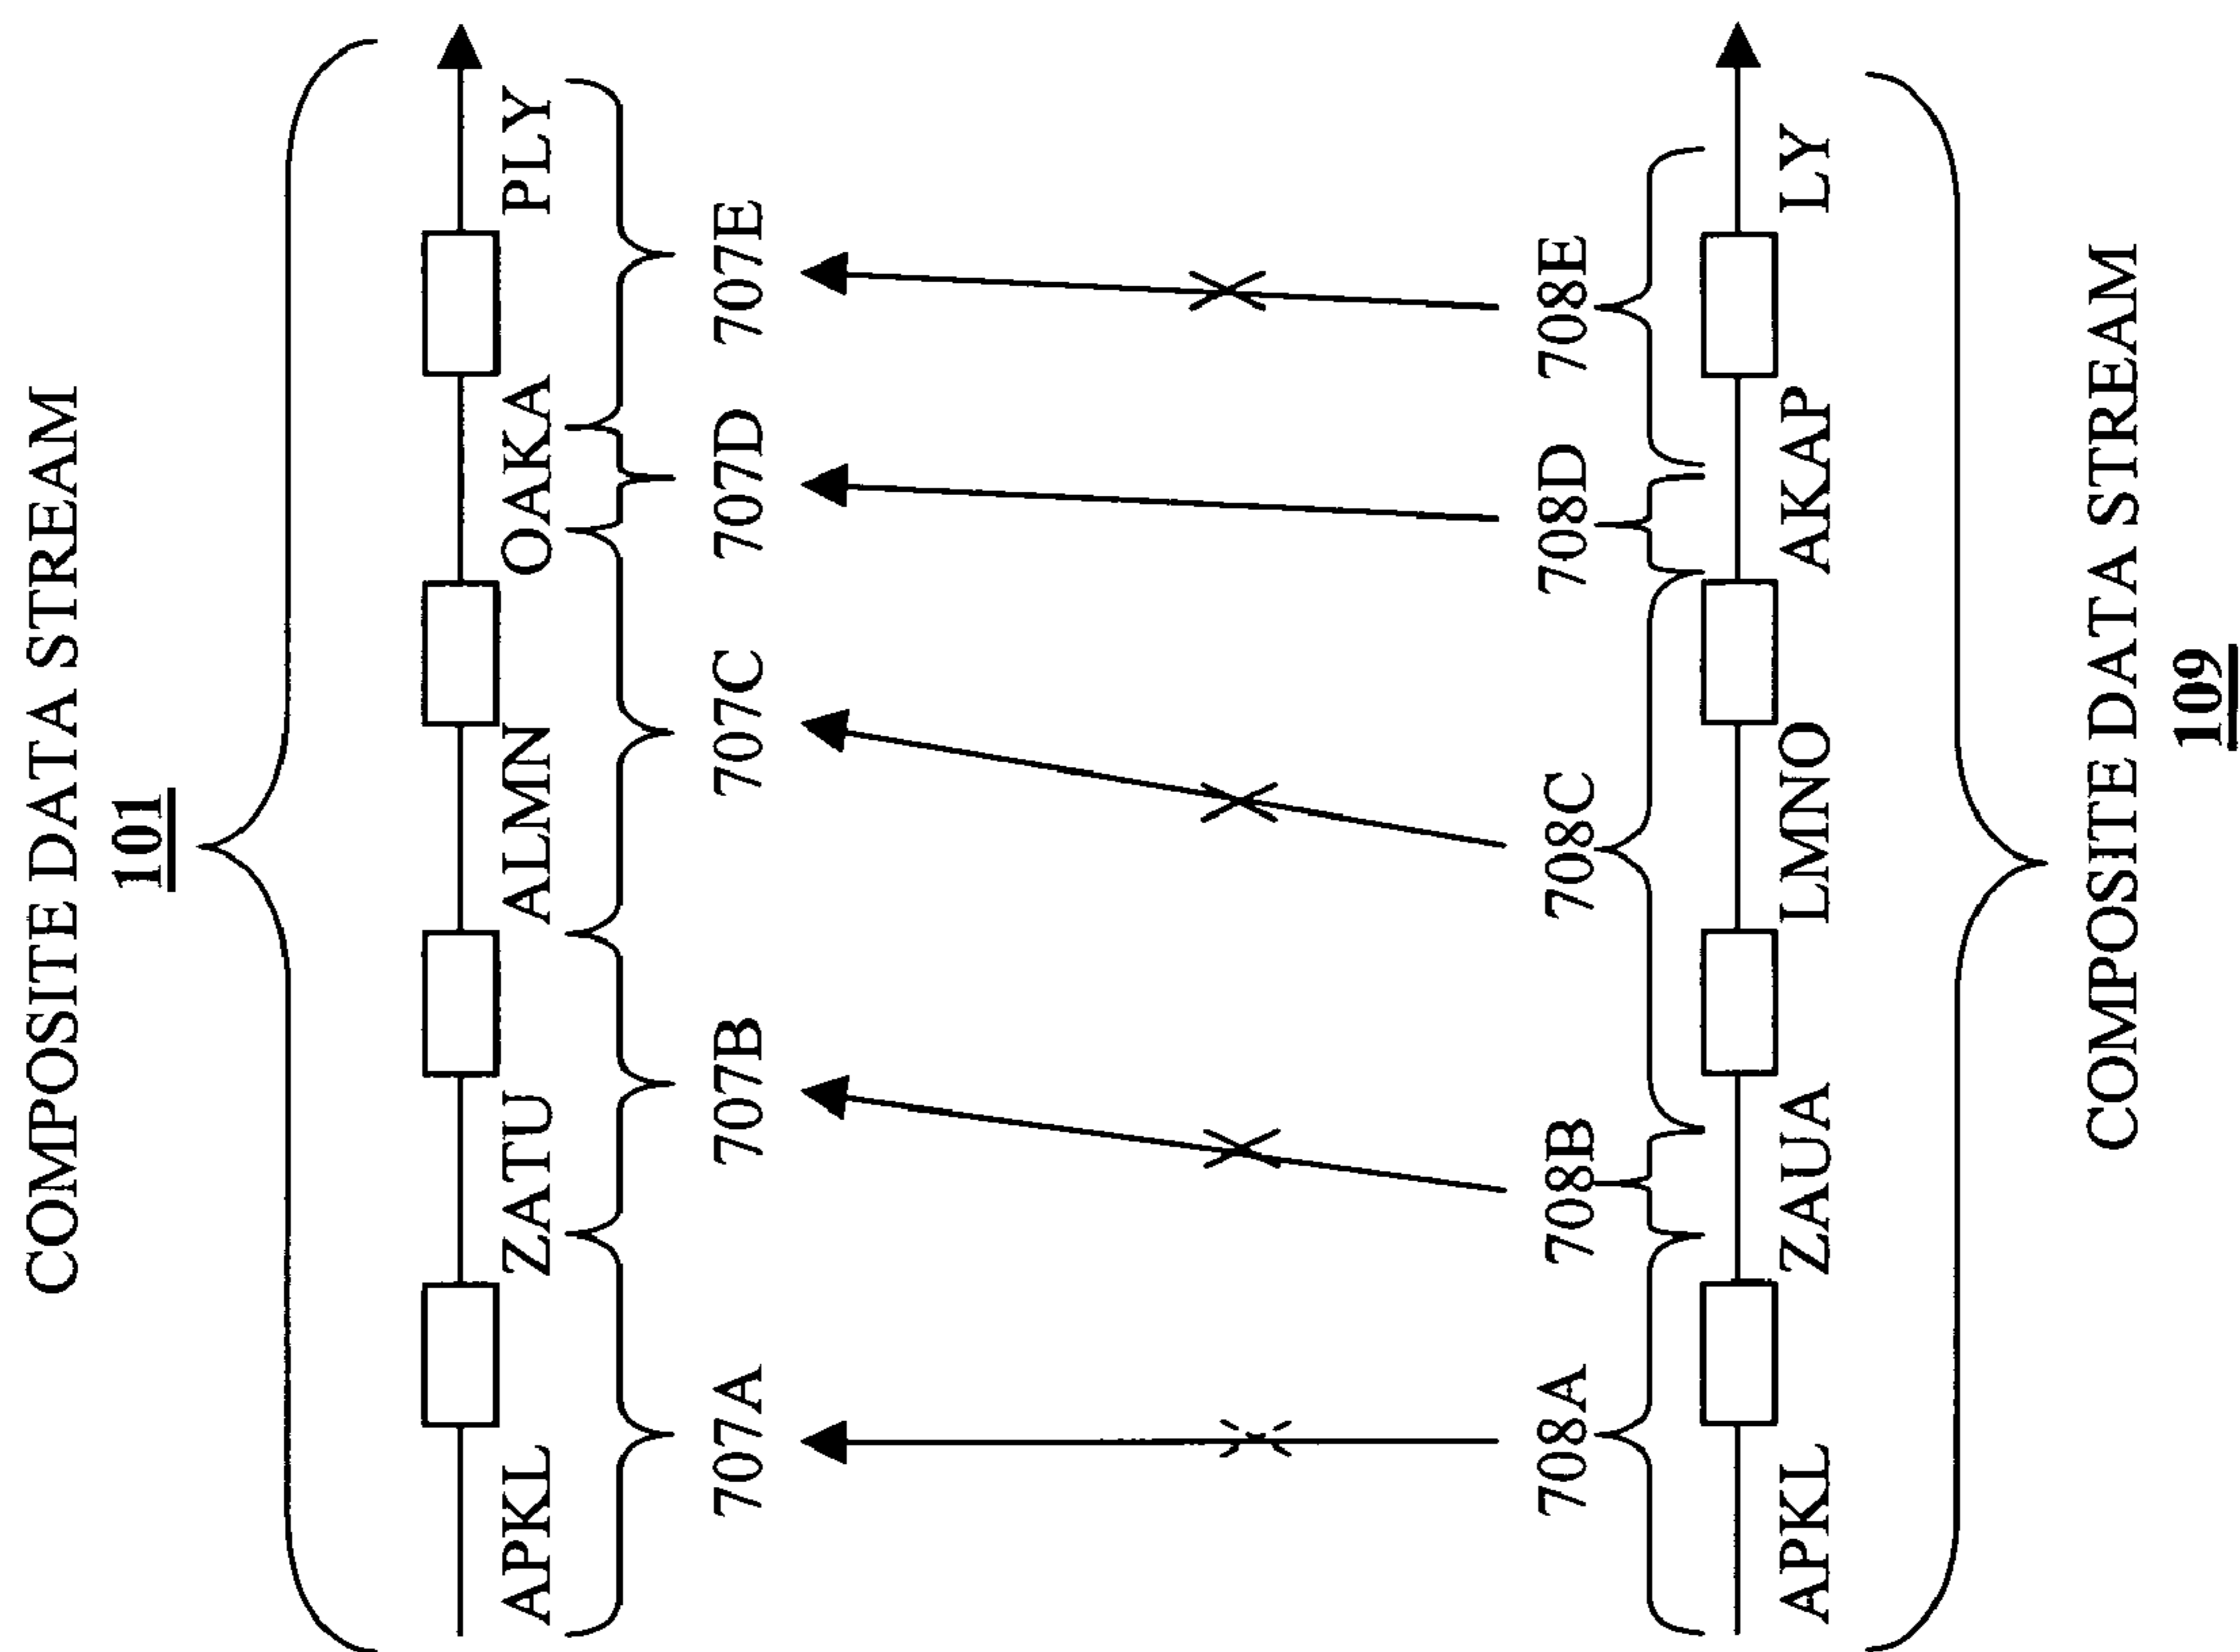 COMPOSITE DATA STREAM
101
APKL ZATU ALMN OAKA PLY
707A 707B 707C 707D 707E
708A 708B 708C 708D 708E
APKL ZAUA LMNO AKAP LY
COMPOSITE DATA STREAM
109